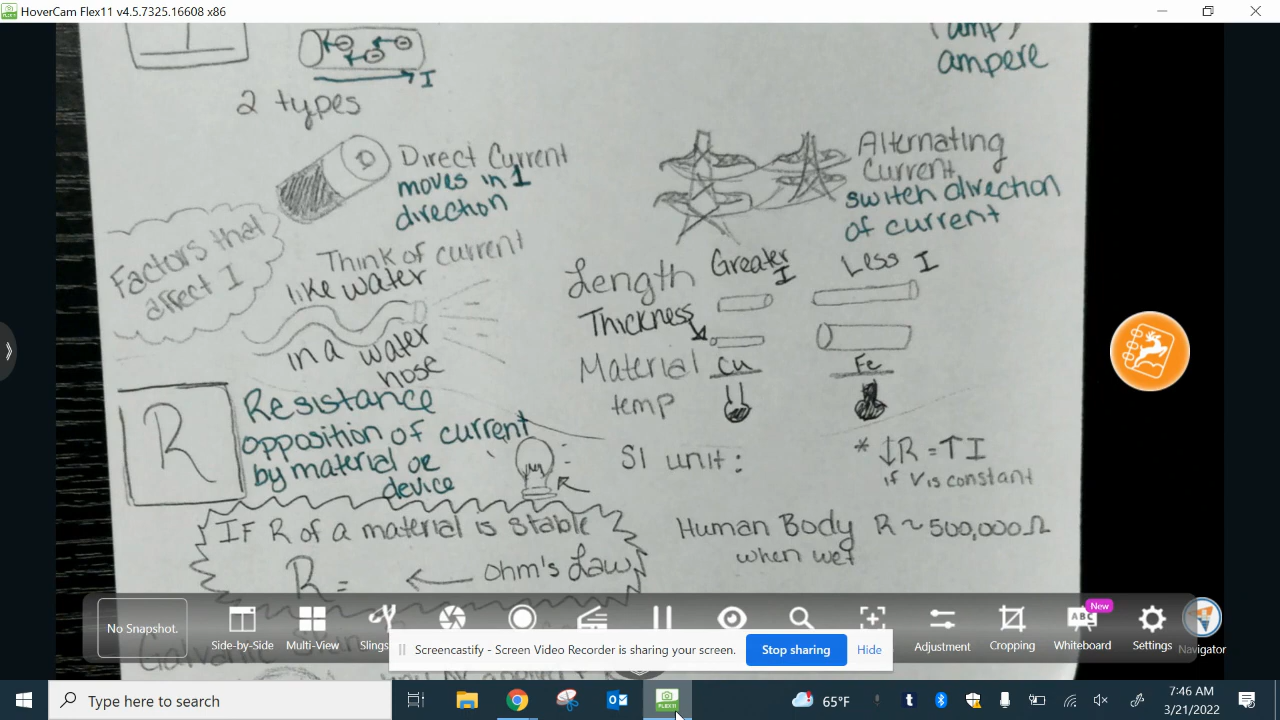 HoverCam Flex11 v4.5.7325.16608 x86
(amp)
ampere
I
2 types
D
Direct Current
moves in 1
direction
Alternating
Current
switch direction
of current
Factors that
affect I
Think of current
like water
in a water
hose
Greater
I
Less I
Length
Thickness
Material Cu Fe
temp
R
Resistance
opposition of current
by material or
device
SI unit:
* ↓R = ↑I
if V is constant
IF R of a material is stable
R = ← ohm's Law
Human Body R ~ 500,000Ω
when wet
No Snapshot.
Side-by-Side
Multi-View
Slings
New
ABC
Adjustment
Cropping
Whiteboard
Settings
Navigator
Screencastify - Screen Video Recorder is sharing your screen.
Stop sharing
Hide
Type here to search
FLEX11
65°F
7:46 AM
3/21/2022